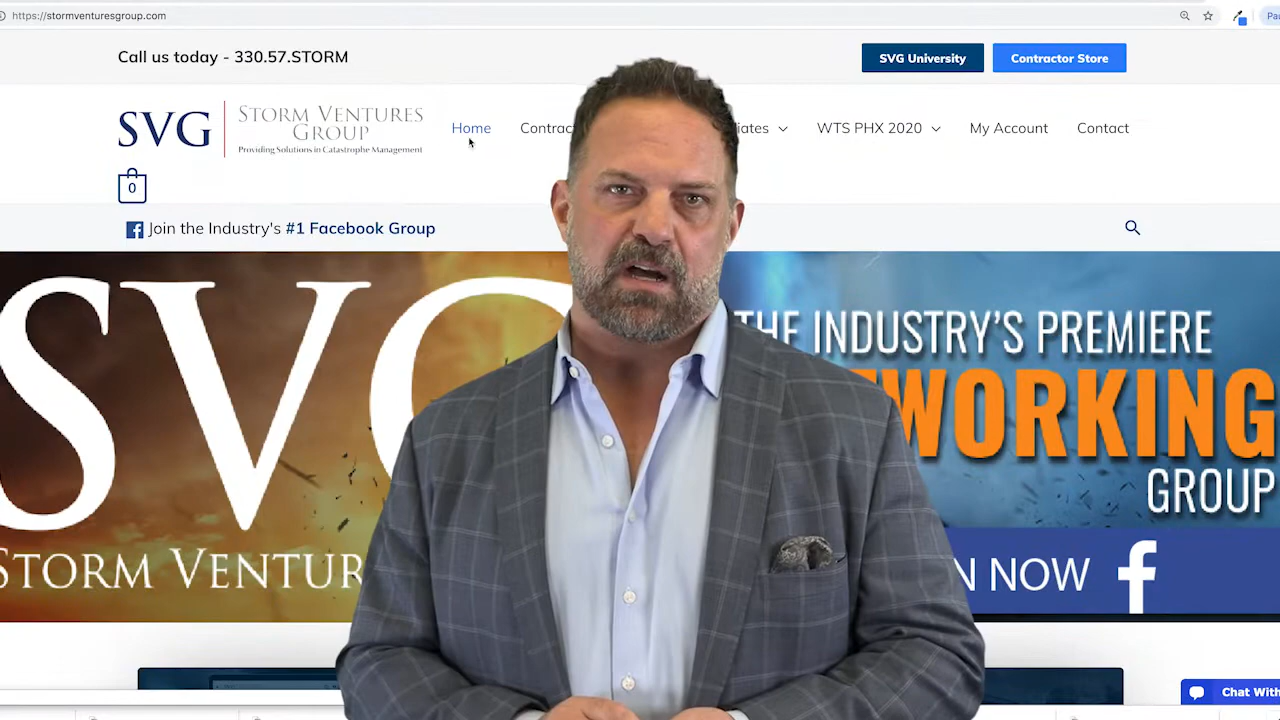 https://stormventuresgroup.com
Call us today - 330.57.STORM
SVG University
Contractor Store
SVG
STORM VENTURES
GROUP
Providing Solutions in Catastrophe Management
Home
WTS PHX 2020
My Account
Contact
0
Join the Industry's #1 Facebook Group
SV
THE INDUSTRY'S PREMIERE
WORKING
GROUP
STORM
NOW
f
Chat With